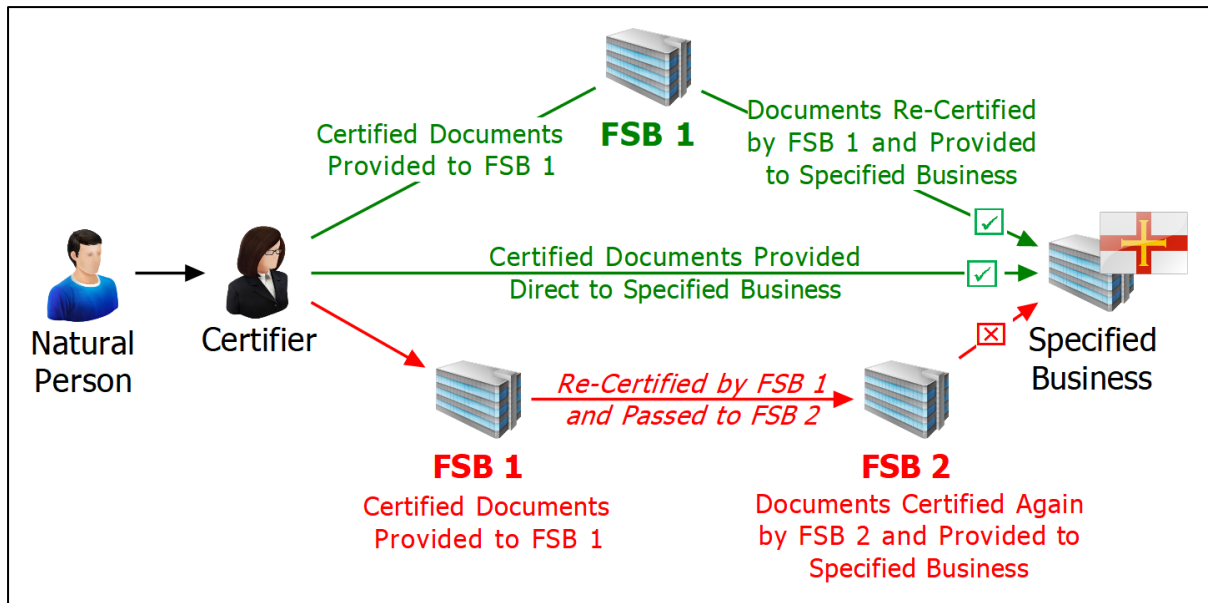 FSB 1
Certified Documents
Provided to FSB 1
Documents Re-Certified
by FSB 1 and Provided
to Specified Business
Certified Documents Provided
Direct to Specified Business
Natural
Person
Certifier
Specified
Business
Re-Certified by FSB 1
and Passed to FSB 2
FSB 1
Certified Documents
Provided to FSB 1
FSB 2
Documents Certified Again
by FSB 2 and Provided to
Specified Business